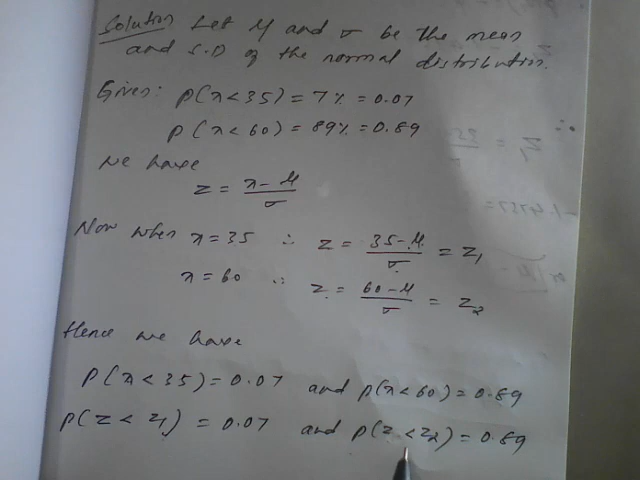 Solution Let μ and σ be the mean
and S.D of the normal distribution.
Given: P(x<35) = 7% = 0.07
P(x<60) = 89% = 0.89
We have
z = x-μ/σ
Now when x=35 ∴ z = 35-μ/σ = z1
x=60 ∴ z = 60-μ/σ = z2
Hence we have
P(x<35) = 0.07 and P(x<60) = 0.89
P(z<z1) = 0.07 and P(z<z2) = 0.89